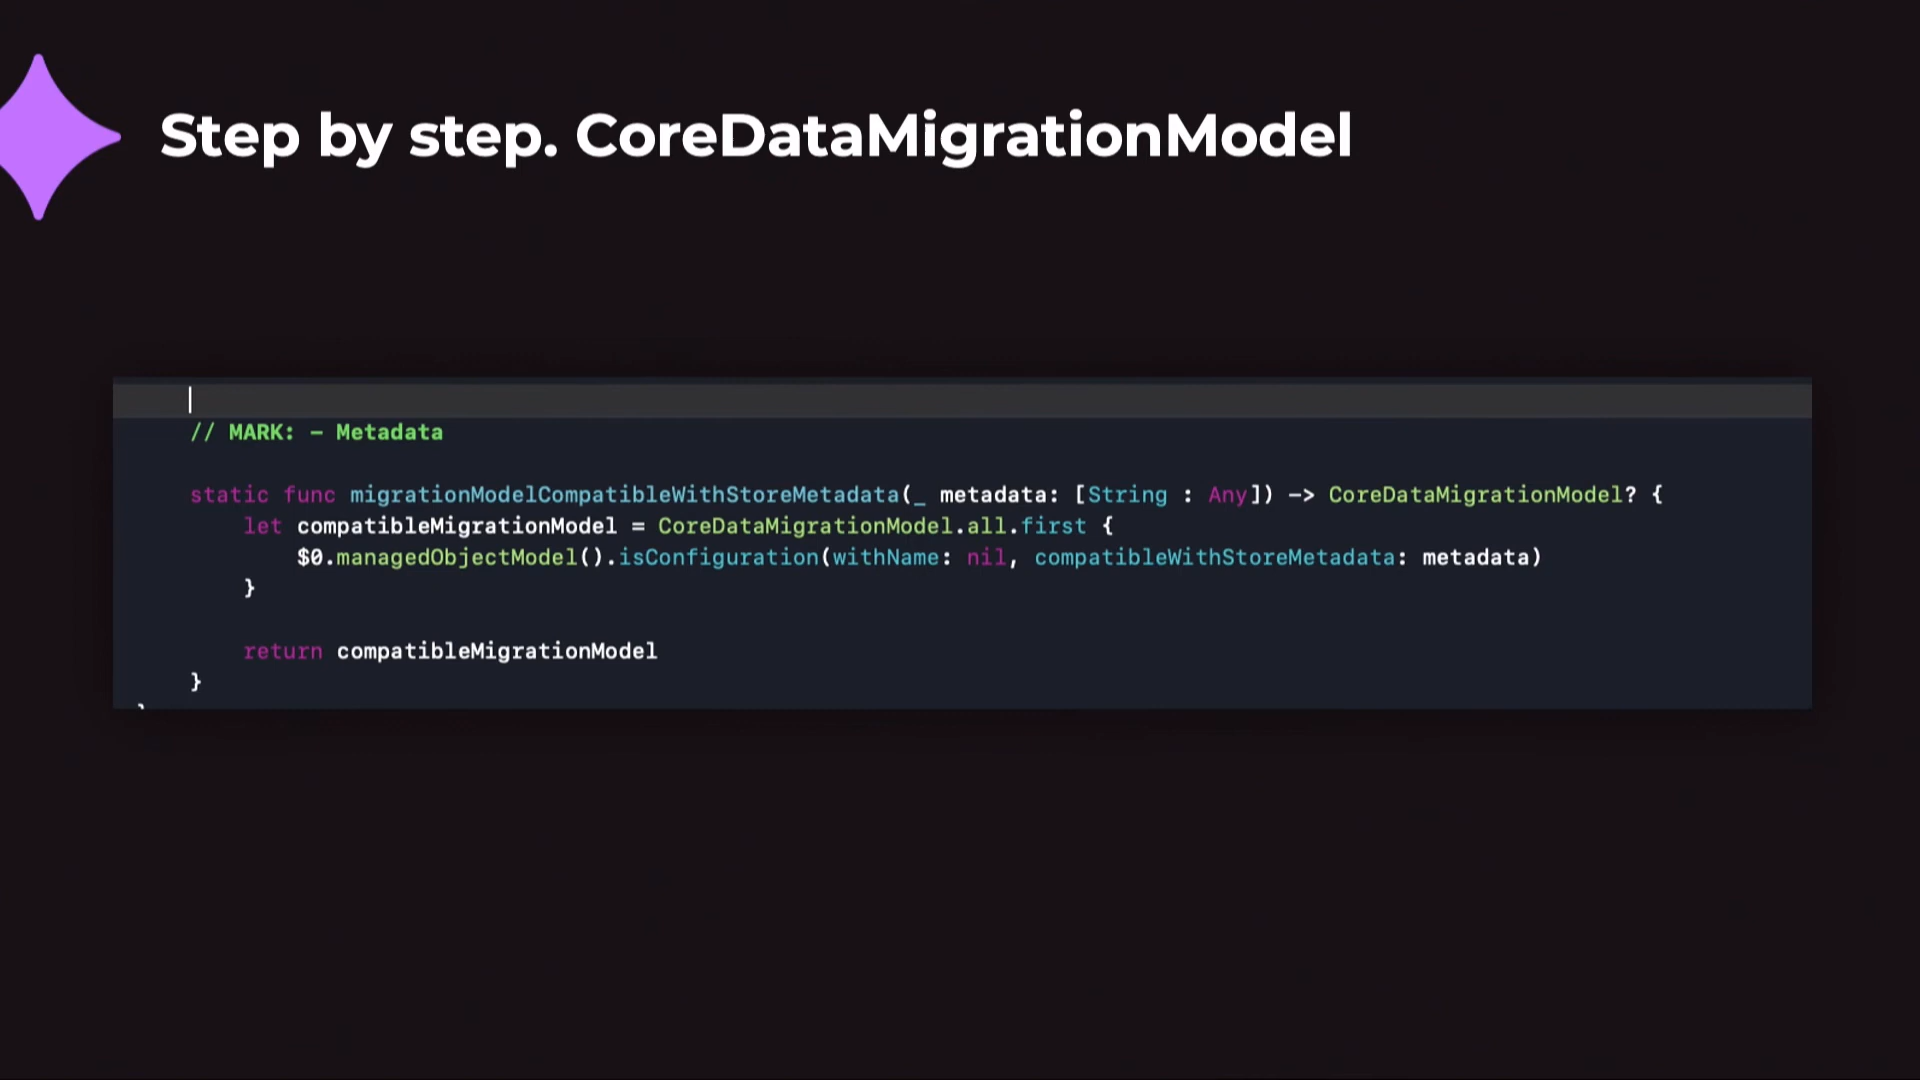 Step by step. CoreDataMigrationModel
// MARK: – Metadata
static func migrationModelCompatibleWithStoreMetadata(_ metadata: [String : Any]) -> CoreDataMigrationModel? {
let compatibleMigrationModel = CoreDataMigrationModel.all.first {
$0.managedObjectModel().isConfiguration(withName: nil, compatibleWithStoreMetadata: metadata)
}
return compatibleMigrationModel
}